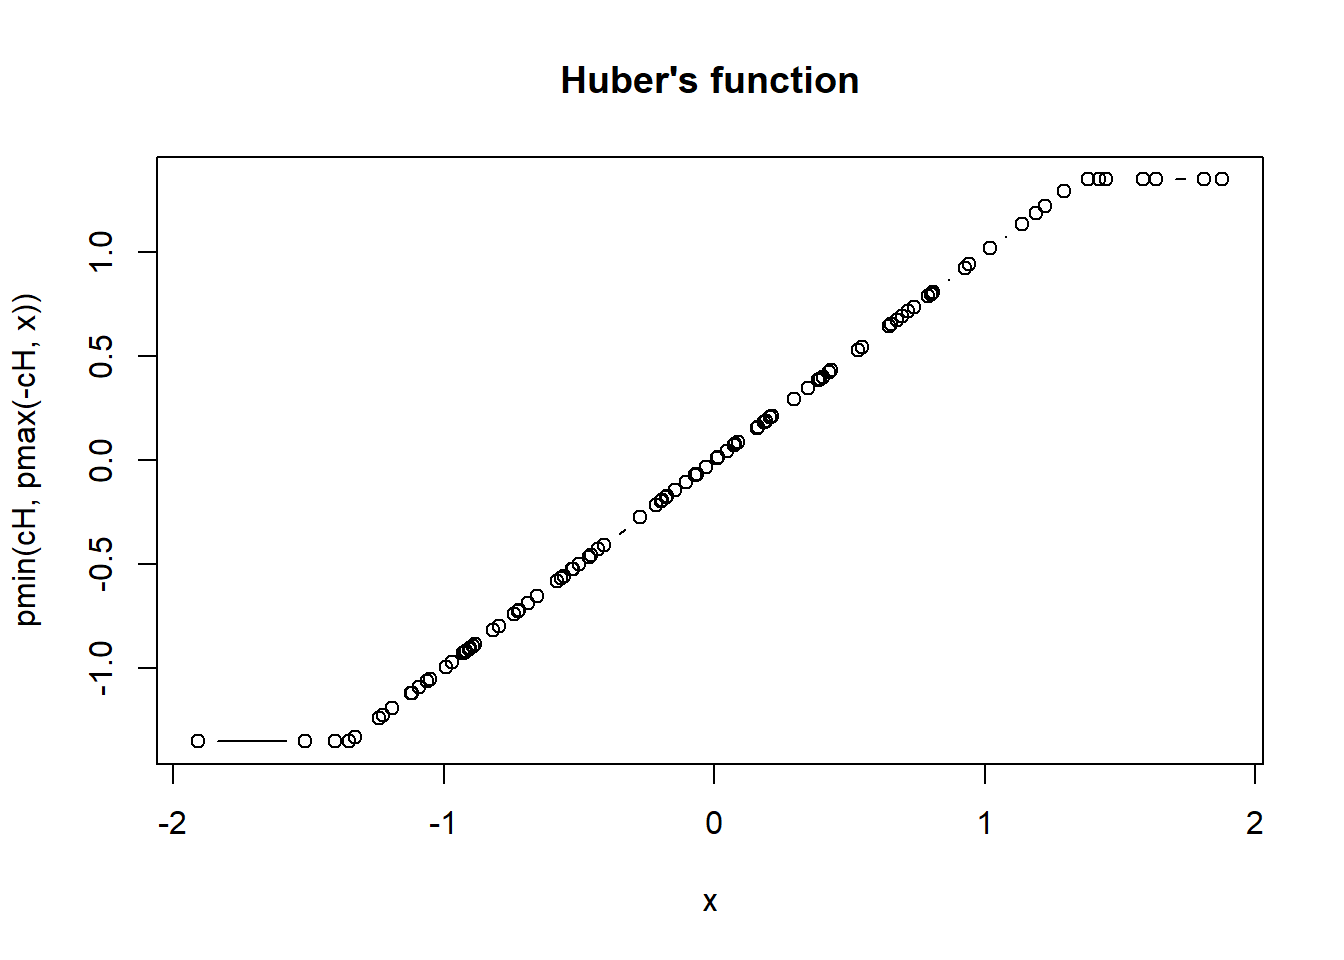 Huber's function
pmin(cH, pmax(-cH, x))
1.0
0.5
0.0
-0.5
-1.0
-2 -1 0 1 2
x